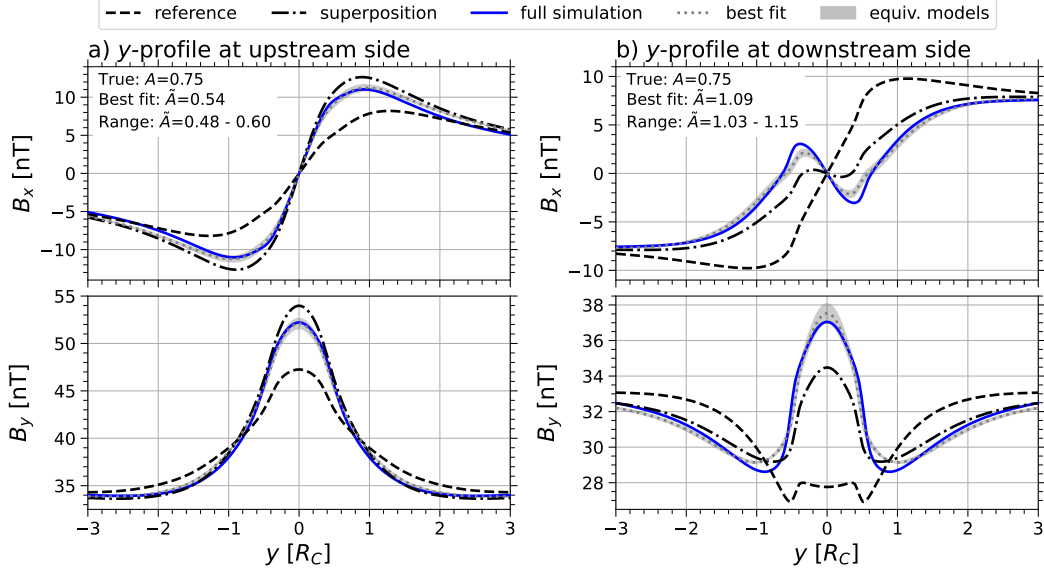 reference superposition full simulation best fit equiv. models
a) y-profile at upstream side
b) y-profile at downstream side
True: A=0.75
Best fit: Ã=0.54
Range: Ã=0.48 - 0.60
10
5
0
−5
−10
B_x [nT]
True: A=0.75
Best fit: Ã=1.09
Range: Ã=1.03 - 1.15
10
5
0
−5
−10
B_x [nT]
55
50
45
40
35
B_y [nT]
−3 −2 −1 0 1 2 3
y [R_C]
38
36
34
32
30
28
B_y [nT]
−3 −2 −1 0 1 2 3
y [R_C]